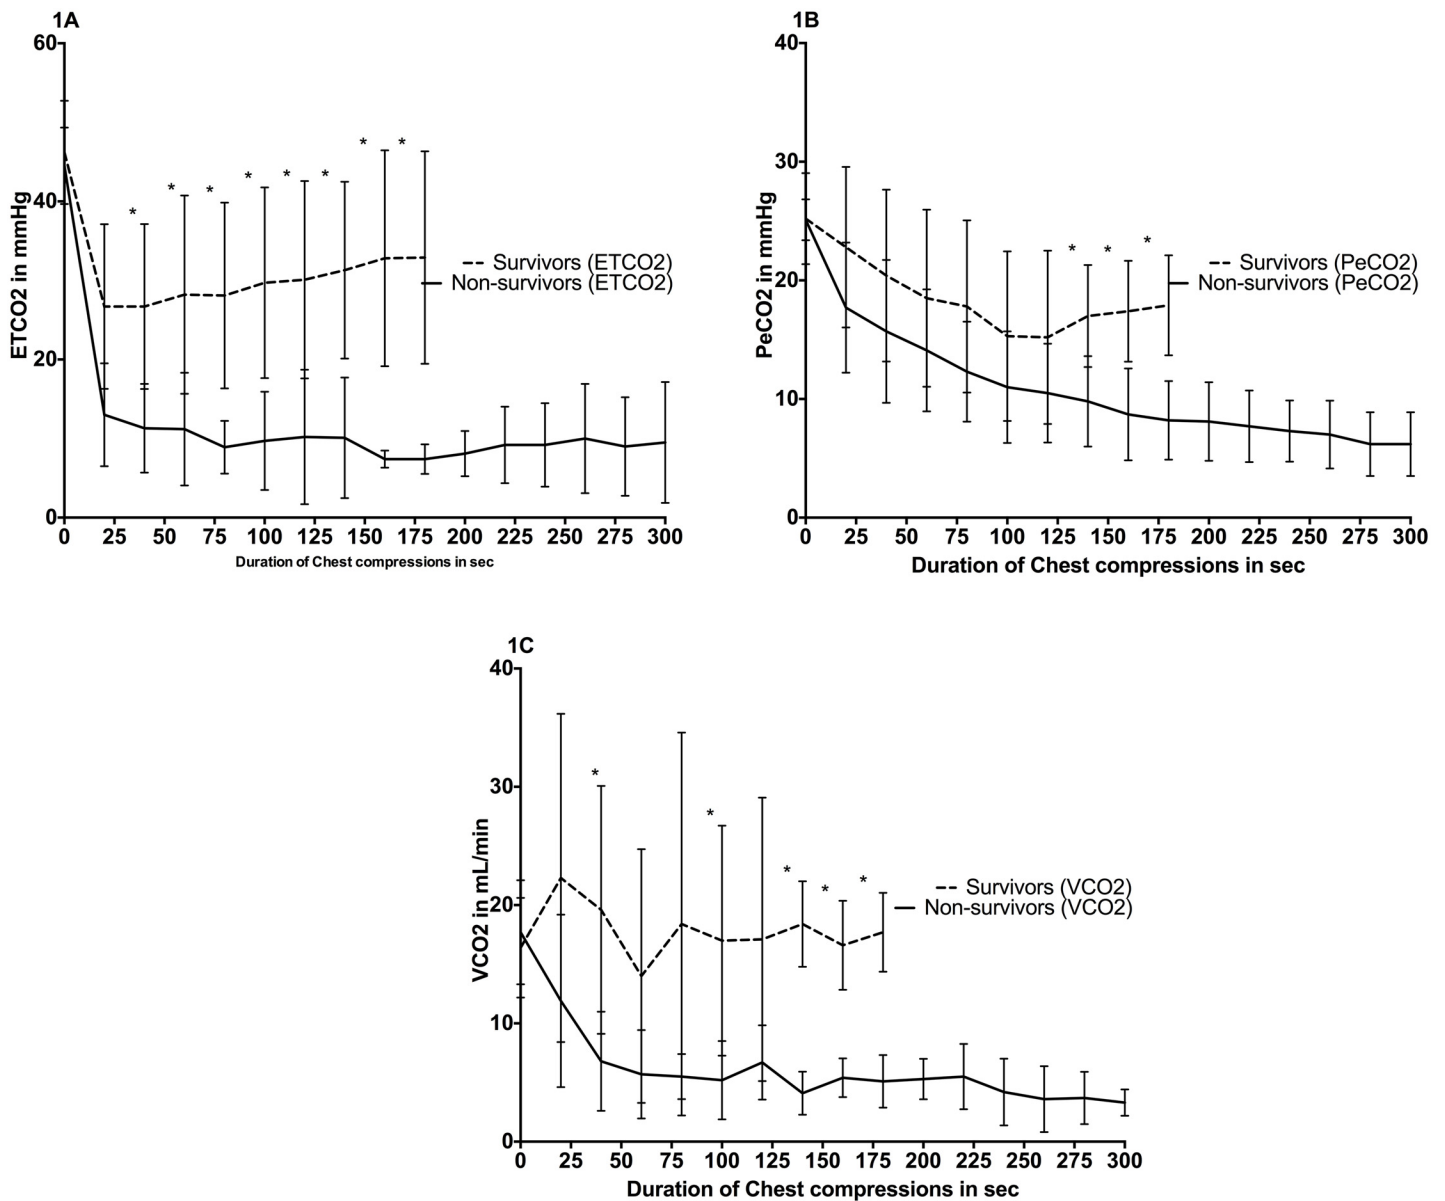 1A
60
40
20
0
ETCO2 in mmHg
* * * * * * * *
Survivors (ETCO2)
Non-survivors (ETCO2)
0 25 50 75 100 125 150 175 200 225 250 275 300
Duration of Chest compressions in sec
1B
40
30
20
10
0
PeCO2 in mmHg
* * *
Survivors (PeCO2)
Non-survivors (PeCO2)
0 25 50 75 100 125 150 175 200 225 250 275 300
Duration of Chest compressions in sec
1C
40
30
20
10
0
VCO2 in mL/min
* * * * *
Survivors (VCO2)
Non-survivors (VCO2)
0 25 50 75 100 125 150 175 200 225 250 275 300
Duration of Chest compressions in sec